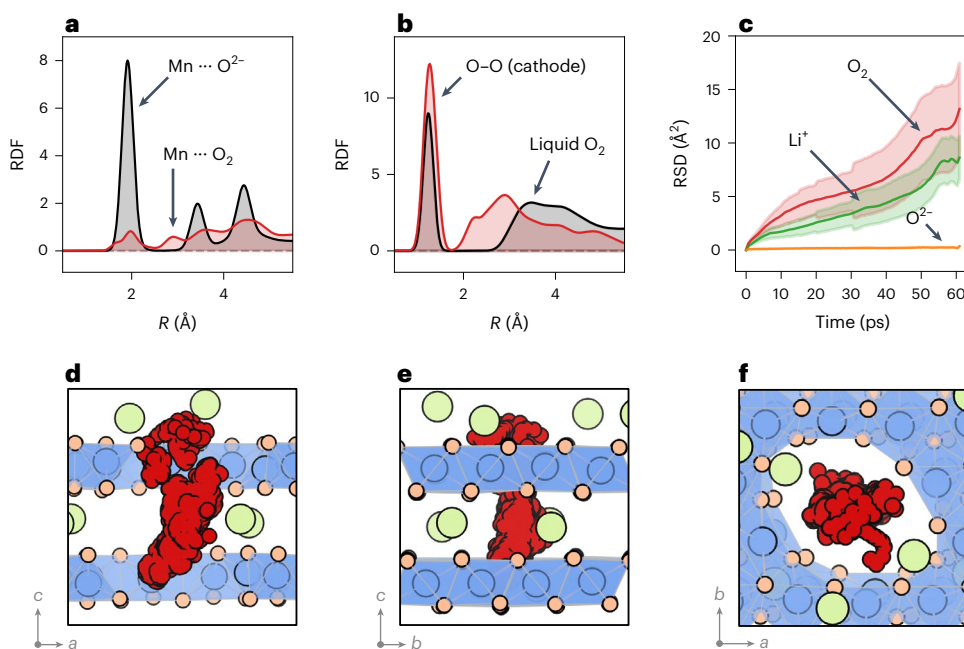 a
RDF
8
6
4
2
0
Mn ··· O²⁻
Mn ··· O₂
2
4
R (Å)
b
RDF
10
5
0
O–O (cathode)
Liquid O₂
2
4
R (Å)
c
RSD (Å²)
20
15
10
5
0
O₂
Li⁺
O²⁻
0 10 20 30 40 50 60
Time (ps)
d
c
a
e
c
b
f
b
a